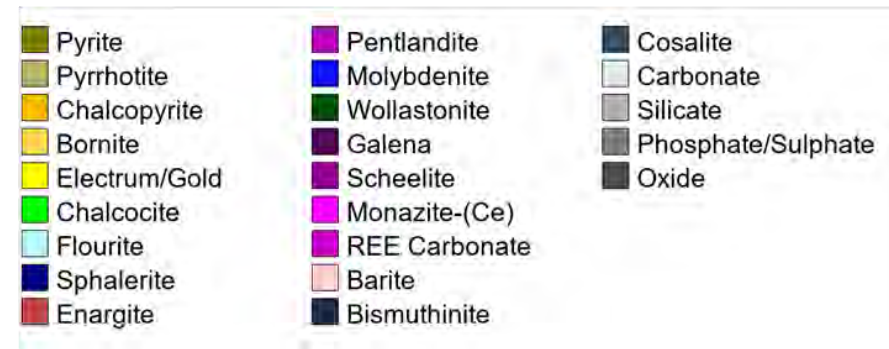 Pyrite
Pyrrhotite
Chalcopyrite
Bornite
Electrum/Gold
Chalcocite
Flourite
Sphalerite
Enargite
Pentlandite
Molybdenite
Wollastonite
Galena
Scheelite
Monazite-(Ce)
REE Carbonate
Barite
Bismuthinite
Cosalite
Carbonate
Silicate
Phosphate/Sulphate
Oxide